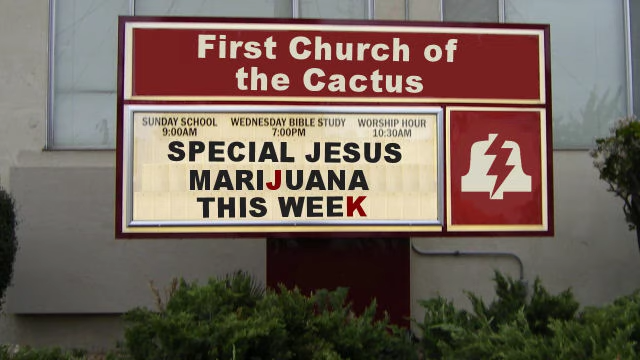 First Church of
the Cactus
SUNDAY SCHOOL WEDNESDAY BIBLE STUDY WORSHIP HOUR
9:00AM 7:00PM 10:30AM
SPECIAL JESUS
MARIJUANA
THIS WEEK